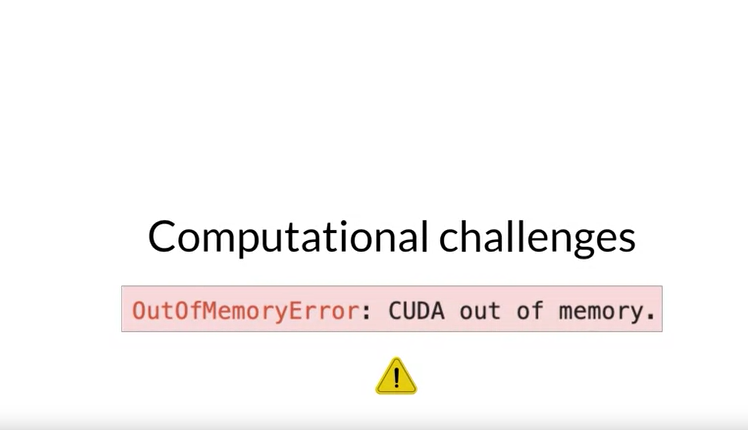 Computational challenges
OutOfMemoryError: CUDA out of memory.
!